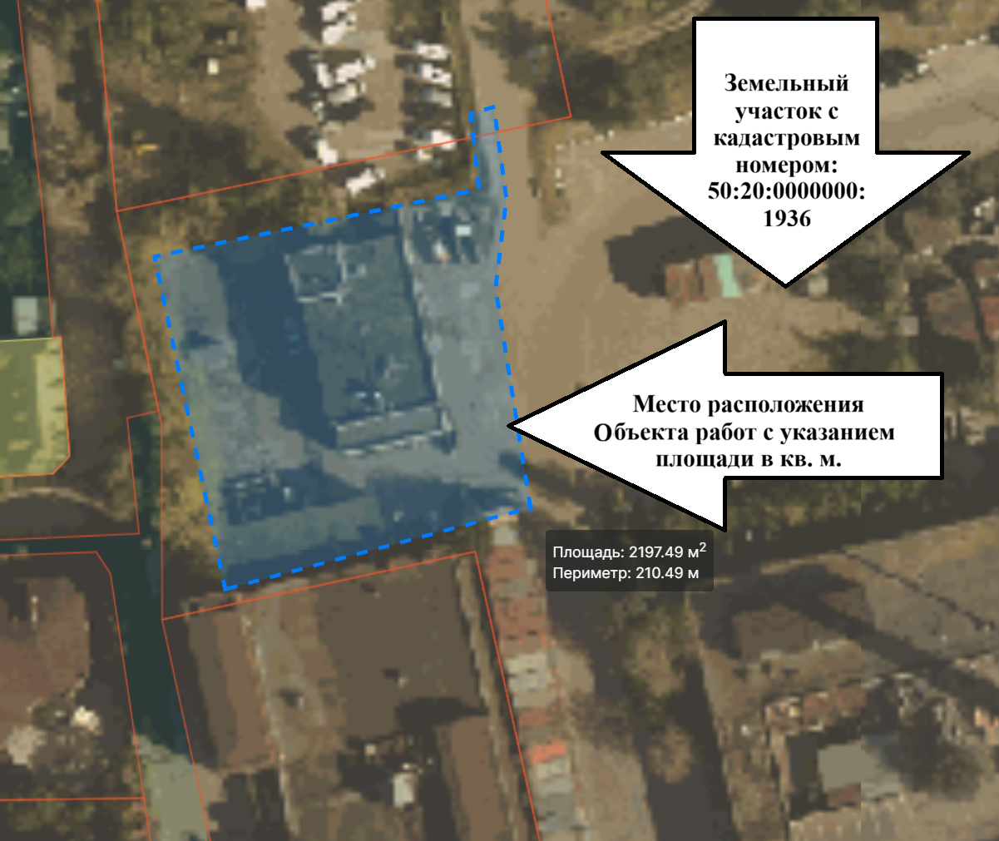 Земельный
участок с
кадастровым
номером:
50:20:0000000:
1936
Место расположения
Объекта работ с указанием
площади в кв. м.
Площадь: 2197.49 м²
Периметр: 210.49 м